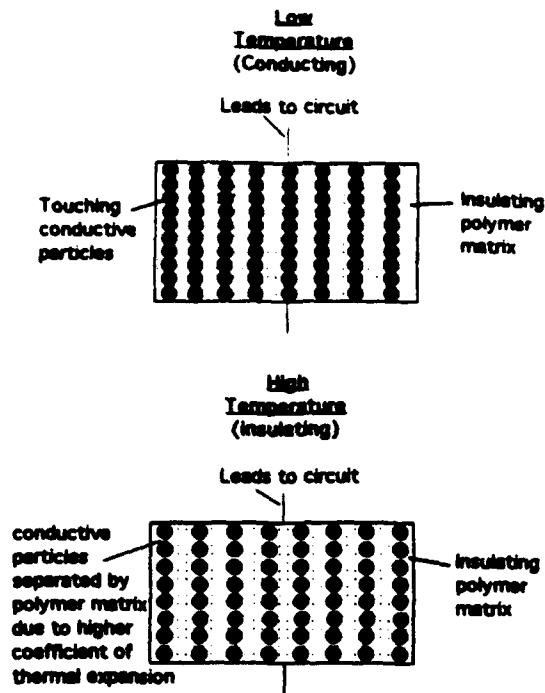 Low
Temperature
(Conducting)
Leads to circuit
Touching
conductive
particles
Insulating
polymer
matrix
High
Temperature
(insulating)
Leads to circuit
conductive
particles
separated by
polymer matrix
due to higher
coefficient of
thermal expansion
Insulating
polymer
matrix